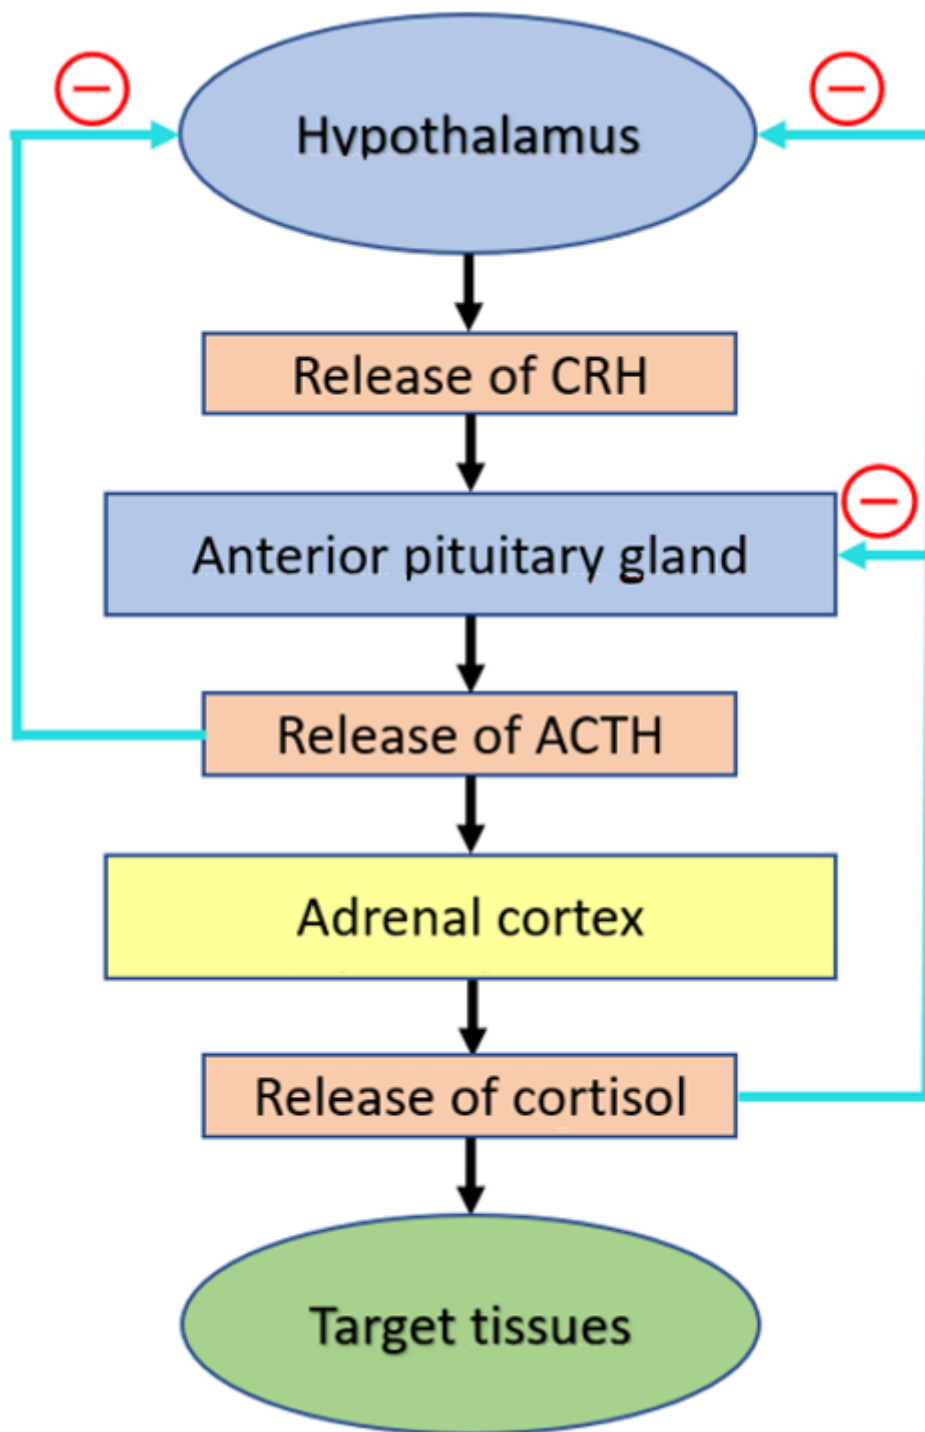 Hypothalamus
Release of CRH
Anterior pituitary gland
Release of ACTH
Adrenal cortex
Release of cortisol
Target tissues